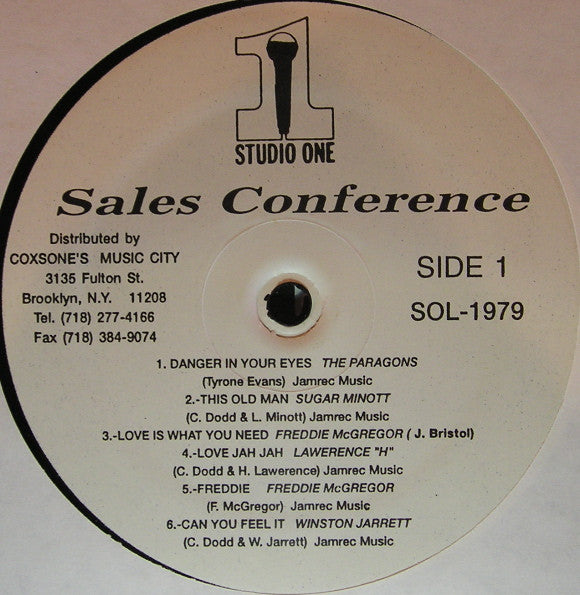 1
STUDIO ONE
Sales Conference
Distributed by
COXSONE'S MUSIC CITY
3135 Fulton St.
Brooklyn, N.Y. 11208
Tel. (718) 277-4166
Fax (718) 384-9074
SIDE 1
SOL-1979
1. DANGER IN YOUR EYES THE PARAGONS
(Tyrone Evans) Jamrec Music
2.-THIS OLD MAN SUGAR MINOTT
(C. Dodd & L. Minott) Jamrec Music
3.-LOVE IS WHAT YOU NEED FREDDIE McGREGOR ( J. Bristol)
4.-LOVE JAH JAH LAWERENCE "H"
(C. Dodd & H. Lawerence) Jamrec Music
5.-FREDDIE FREDDIE McGREGOR
(F. McGregor) Jamrec Music
6.-CAN YOU FEEL IT WINSTON JARRETT
(C. Dodd & W. Jarrett) Jamrec Music